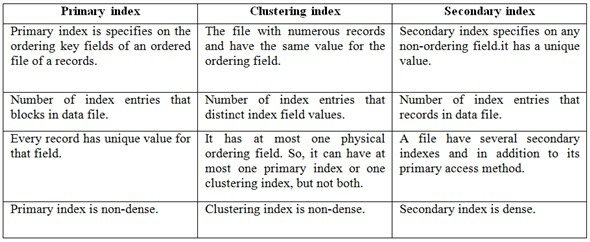 Primary index
Clustering index
Secondary index
Primary index is specifies on the
ordering key fields of an ordered
file of a records.
The file with numerous records
and have the same value for the
ordering field.
Secondary index specifies on any
non-ordering field.it has a unique
value.
Number of index entries that
blocks in data file.
Number of index entries that
distinct index field values.
Number of index entries that
records in data file.
Every record has unique value for
that field.
It has at most one physical
ordering field. So, it can have at
most one primary index or one
clustering index, but not both.
A file have several secondary
indexes and in addition to its
primary access method.
Primary index is non-dense.
Clustering index is non-dense.
Secondary index is dense.